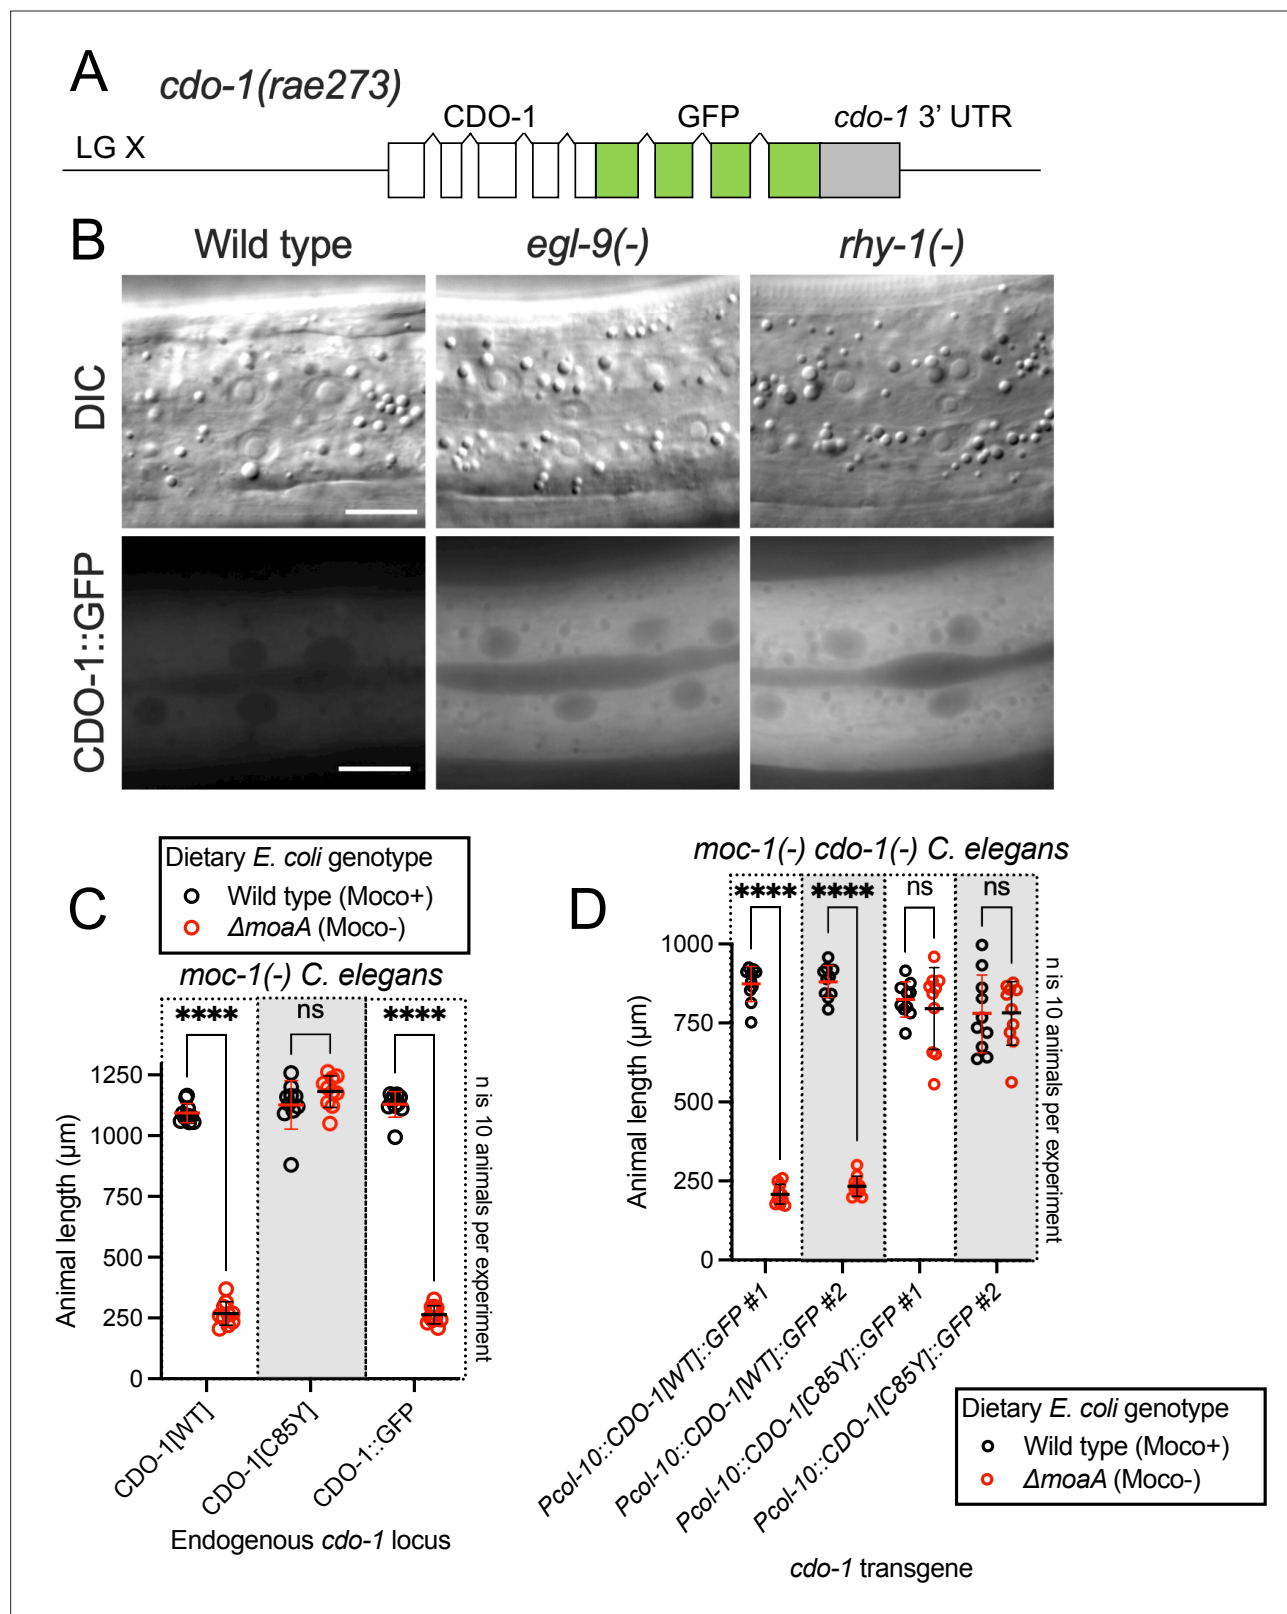 A
cdo-1(rae273)
CDO-1
GFP
cdo-1 3’ UTR
LG X
B
Wild type
egl-9(-)
rhy-1(-)
DIC
CDO-1::GFP
C
Dietary E. coli genotype
Wild type (Moco+)
ΔmoaA (Moco-)
moc-1(-) C. elegans
****
ns
****
1250
1000
750
500
250
0
Animal length (μm)
n is 10 animals per experiment
CDO-1[WT]
CDO-1[C85Y]
CDO-1::GFP
Endogenous cdo-1 locus
D
moc-1(-) cdo-1(-) C. elegans
****
****
ns
ns
1000
750
500
250
0
Animal length (μm)
n is 10 animals per experiment
Pcol-10::CDO-1[WT]::GFP #1
Pcol-10::CDO-1[WT]::GFP #2
Pcol-10::CDO-1[C85Y]::GFP #1
Pcol-10::CDO-1[C85Y]::GFP #2
cdo-1 transgene
Dietary E. coli genotype
Wild type (Moco+)
ΔmoaA (Moco-)